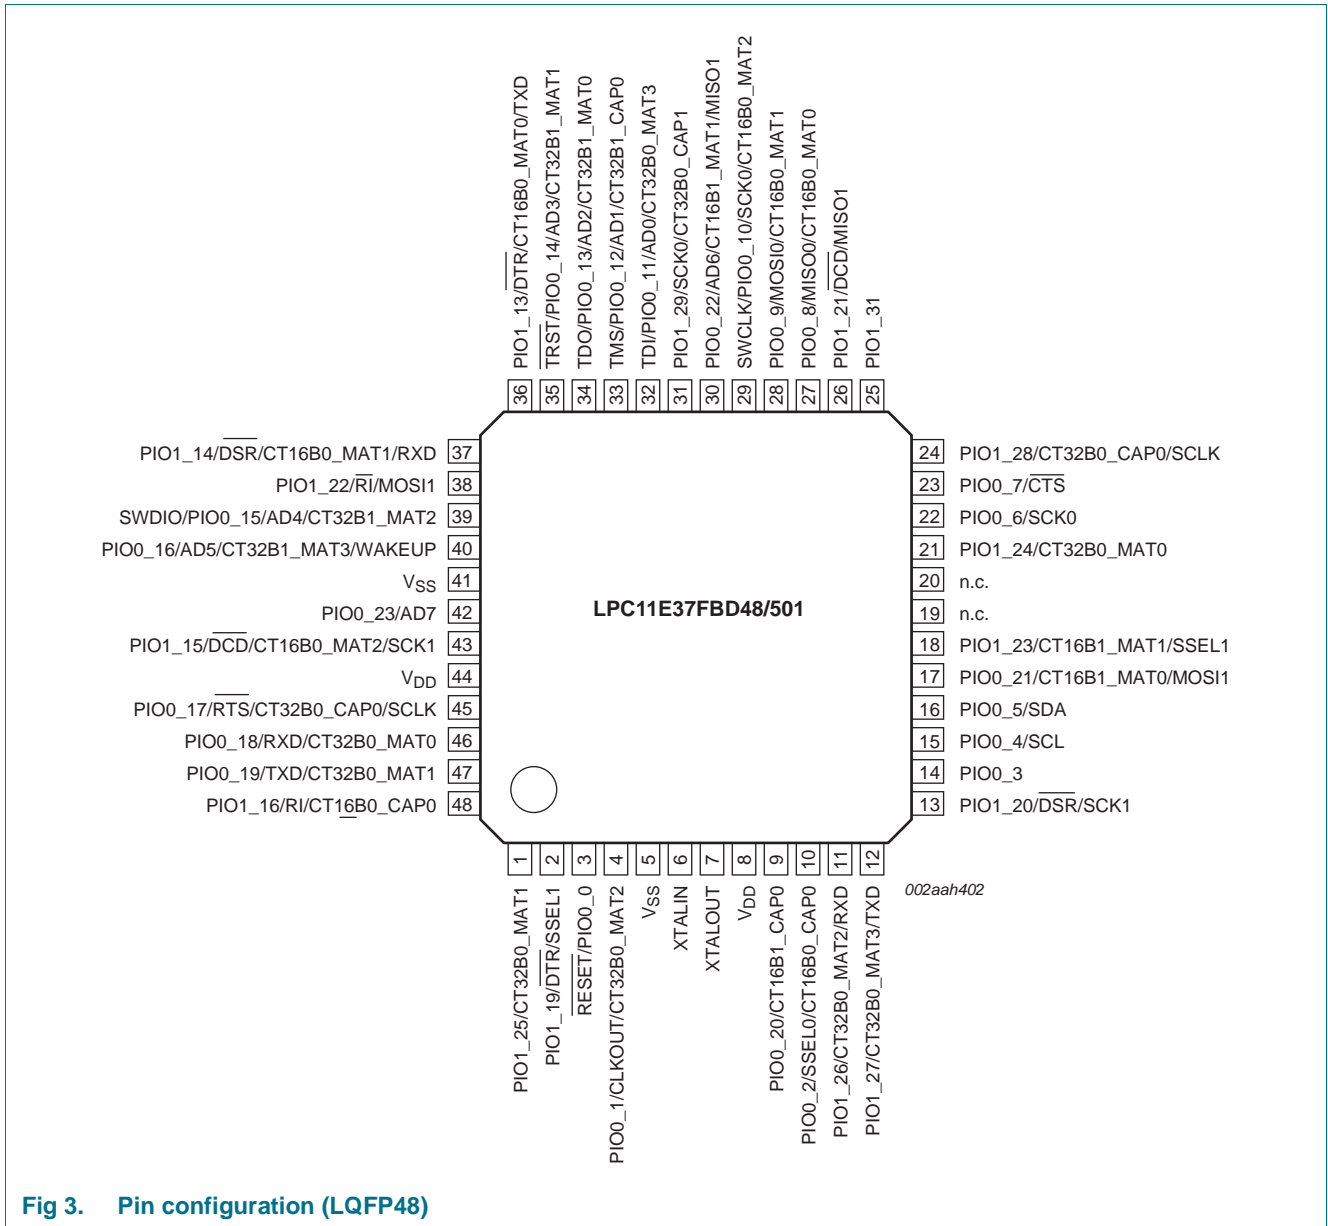 PIO1_13/DTR/CT16B0_MAT0/TXD
TRST/PIO0_14/AD3/CT32B1_MAT1
TDO/PIO0_13/AD2/CT32B1_MAT0
TMS/PIO0_12/AD1/CT32B1_CAP0
TDI/PIO0_11/AD0/CT32B0_MAT3
PIO1_29/SCK0/CT32B0_CAP1
PIO0_22/AD6/CT16B1_MAT1/MISO1
SWCLK/PIO0_10/SCK0/CT16B0_MAT2
PIO0_9/MOSI0/CT16B0_MAT1
PIO0_8/MISO0/CT16B0_MAT0
PIO1_21/DCD/MISO1
PIO1_31
36 35 34 33 32 31 30 29 28 27 26 25
PIO1_14/DSR/CT16B0_MAT1/RXD 37
PIO1_22/RI/MOSI1 38
SWDIO/PIO0_15/AD4/CT32B1_MAT2 39
PIO0_16/AD5/CT32B1_MAT3/WAKEUP 40
VSS 41
PIO0_23/AD7 42
PIO1_15/DCD/CT16B0_MAT2/SCK1 43
VDD 44
PIO0_17/RTS/CT32B0_CAP0/SCLK 45
PIO0_18/RXD/CT32B0_MAT0 46
PIO0_19/TXD/CT32B0_MAT1 47
PIO1_16/RI/CT16B0_CAP0 48
LPC11E37FBD48/501
24 PIO1_28/CT32B0_CAP0/SCLK
23 PIO0_7/CTS
22 PIO0_6/SCK0
21 PIO1_24/CT32B0_MAT0
20 n.c.
19 n.c.
18 PIO1_23/CT16B1_MAT1/SSEL1
17 PIO0_21/CT16B1_MAT0/MOSI1
16 PIO0_5/SDA
15 PIO0_4/SCL
14 PIO0_3
13 PIO1_20/DSR/SCK1
1 2 3 4 5 6 7 8 9 10 11 12
PIO1_25/CT32B0_MAT1
PIO1_19/DTR/SSEL1
RESET/PIO0_0
PIO0_1/CLKOUT/CT32B0_MAT2
VSS
XTALIN
XTALOUT
VDD
PIO0_20/CT16B1_CAP0
PIO0_2/SSEL0/CT16B0_CAP0
PIO1_26/CT32B0_MAT2/RXD
PIO1_27/CT32B0_MAT3/TXD
002aah402
Fig 3. Pin configuration (LQFP48)